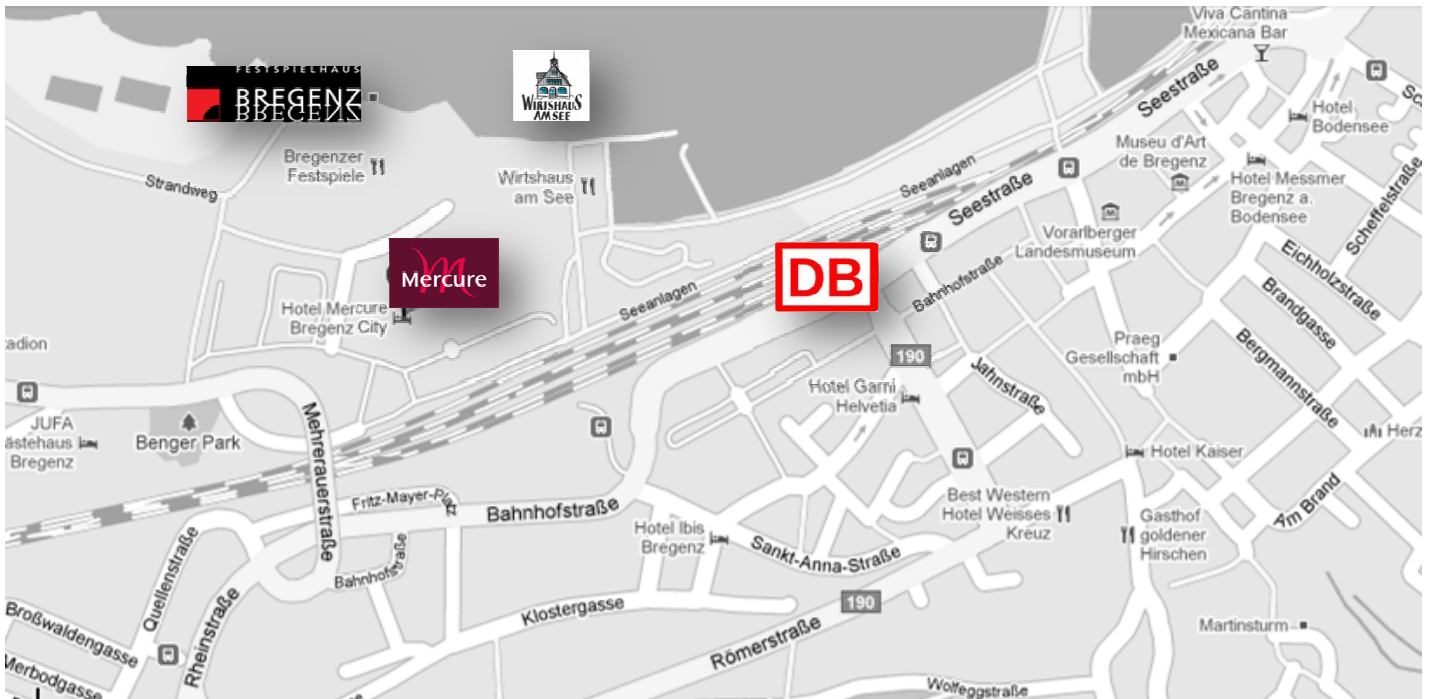 Viva Cantina
Mexicana Bar
FESTSPIELHAUS
BREGENZ
BREGENZ
WIRTSHAUS
AM SEE
Seestraße
Hotel
Bodensee
Museu d'Art
de Bregenz
Bregenzer
Festspiele
Wirtshaus
am See
Strandweg
Seeanlagen
Seestraße
Hotel Messmer
Bregenz a.
Bodensee
Scheffelstraße
Vorarlberger
Landesmuseum
Mercure
DB
Eichholzstraße
Bahnhofstraße
Seeanlagen
Brandgasse
Hotel Mercure
Bregenz City
adion
190
Praeg
Gesellschaft
mbH
Bergmannstraße
Jahnstraße
Hotel Garni
Helvetia
JUFA
ästehaus
Bregenz
Benger Park
Mehrerauerstraße
Herz
Hotel Kaiser
Fritz-Mayer-Platz
Bahnhofstraße
Best Western
Hotel Weisses
Kreuz
Am Brand
Gasthof
goldener
Hirschen
Hotel Ibis
Bregenz
Sankt-Anna-Straße
Quellenstraße
Bahnhofstraße
Rheinstraße
Klostergasse
190
Broßwaldengasse
Martinsturm
Römerstraße
Merbodgasse
Wolfeggstraße